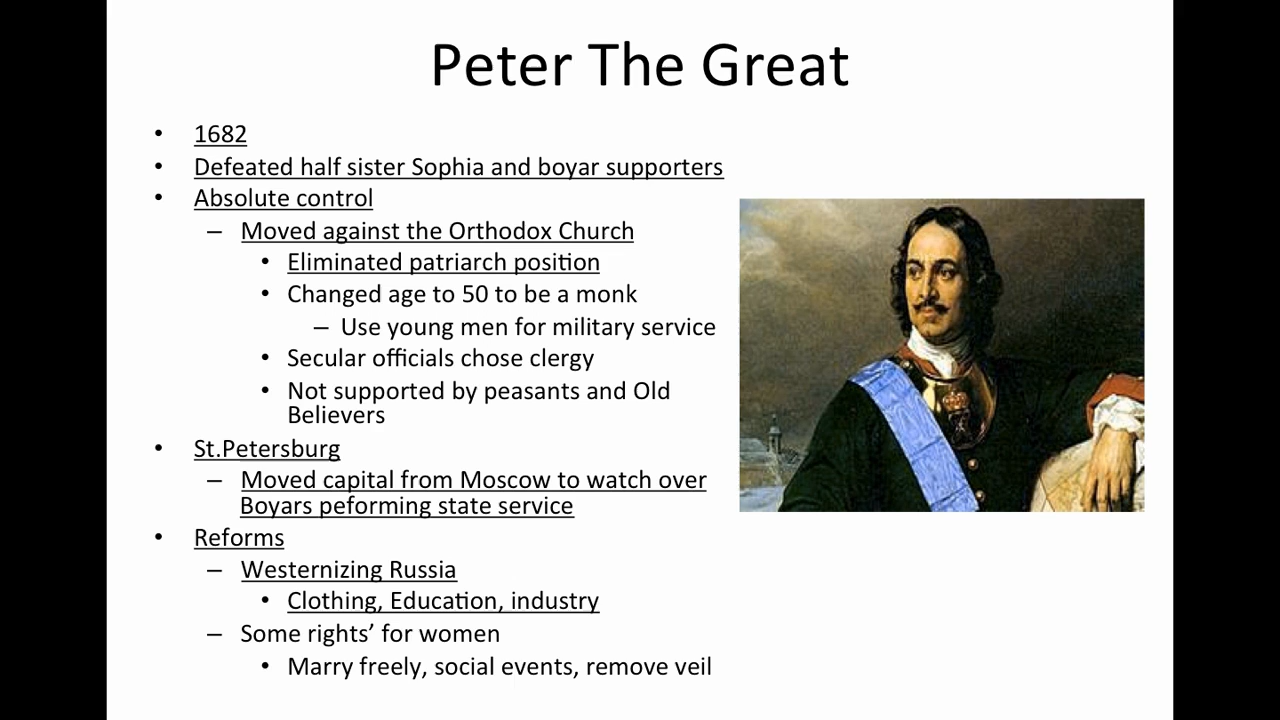 Peter The Great
• 1682
• Defeated half sister Sophia and boyar supporters
• Absolute control
– Moved against the Orthodox Church
• Eliminated patriarch position
• Changed age to 50 to be a monk
– Use young men for military service
• Secular officials chose clergy
• Not supported by peasants and Old
Believers
• St.Petersburg
– Moved capital from Moscow to watch over
Boyars peforming state service
• Reforms
– Westernizing Russia
• Clothing, Education, industry
– Some rights’ for women
• Marry freely, social events, remove veil